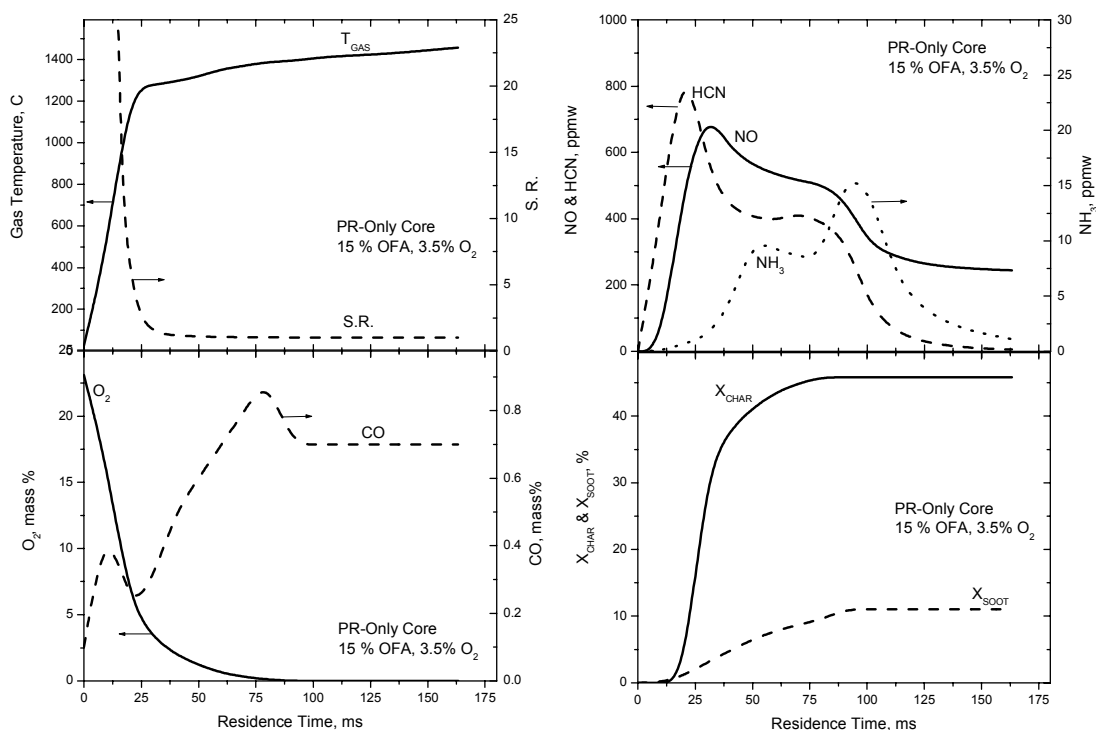 T_GAS
1400
1200
1000
800
600
400
200
25
0
Gas Temperature, C
25
20
15
10
5
0
S. R.
PR-Only Core
15 % OFA, 3.5% O₂
S.R.
1000
800
600
400
200
0
NO & HCN, ppmw
30
25
20
15
10
5
0
NH₃, ppmw
PR-Only Core
15 % OFA, 3.5% O₂
HCN
NO
NH₃
20
15
10
5
0
O₂, mass %
0.8
0.6
0.4
0.2
0.0
CO, mass%
O₂
CO
PR-Only Core
15 % OFA, 3.5% O₂
0 25 50 75 100 125 150 175
Residence Time, ms
40
30
20
10
0
X_CHAR & X_SOOT, %
X_CHAR
PR-Only Core
15 % OFA, 3.5% O₂
X_SOOT
0 25 50 75 100 125 150 175
Residence Time, ms